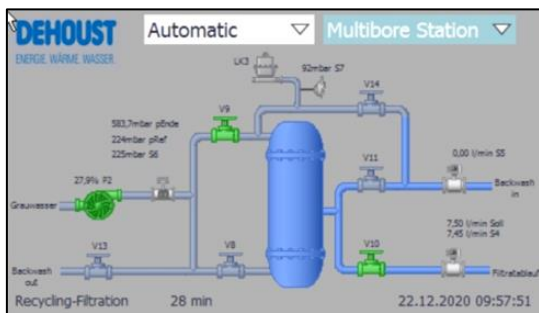 DEHOUST
ENERGIE. WÄRME. WASSER.
Automatic
Multibore Station
LK3
92mbar S7
V14
V9
583,7mbar pEnde
224mbar pRef
225mbar S6
27,9% P2
V11
0,00 l/min S5
Grauwasser
Backwash
in
7,50 l/min Soll
7,45 l/min S4
V13
V8
V10
Backwash
out
Filtratablauf
Recycling-Filtration
28 min
22.12.2020 09:57:51